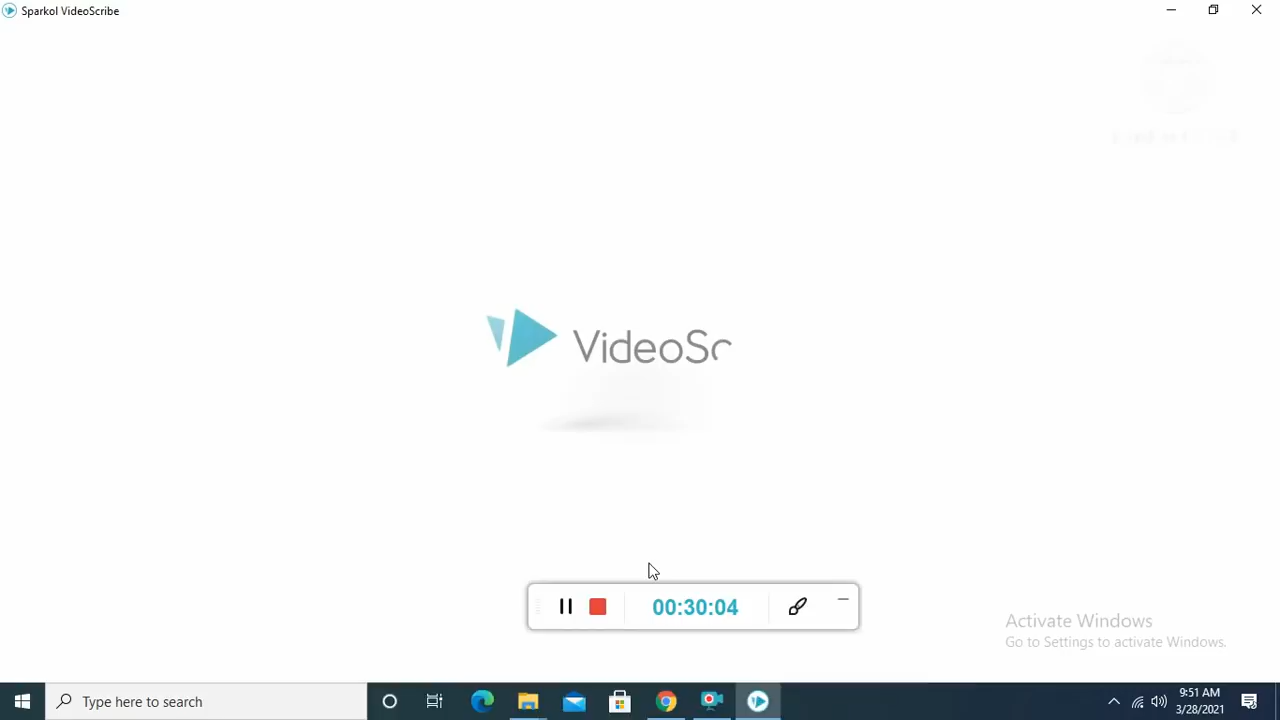 Sparkol VideoScribe
VideoSc
00:30:04
Activate Windows
Go to Settings to activate Windows.
Type here to search
9:51 AM
3/28/2021